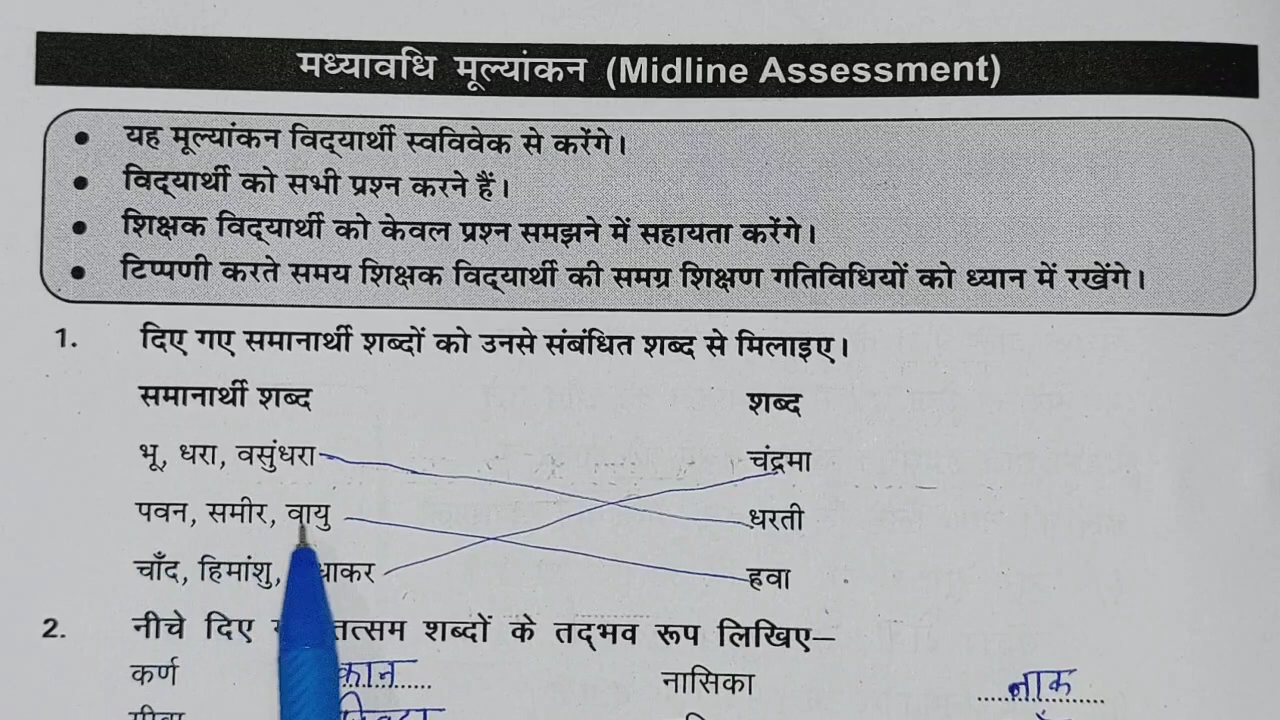 मध्यावधि मूल्यांकन (Midline Assessment)
• यह मूल्यांकन विद्यार्थी स्वविवेक से करेंगे।
• विद्यार्थी को सभी प्रश्न करने हैं।
• शिक्षक विद्यार्थी को केवल प्रश्न समझने में सहायता करेंगे।
• टिप्पणी करते समय शिक्षक विद्यार्थी की समग्र शिक्षण गतिविधियों को ध्यान में रखेंगे।
1. दिए गए समानार्थी शब्दों को उनसे संबंधित शब्द से मिलाइए।
समानार्थी शब्द शब्द
भू, धरा, वसुंधरा चंद्रमा
पवन, समीर, वायु धरती
चाँद, हिमांशु, हवा
2. नीचे दिए तत्सम शब्दों के तद्भव रूप लिखिए–
कर्ण कान नासिका नाक